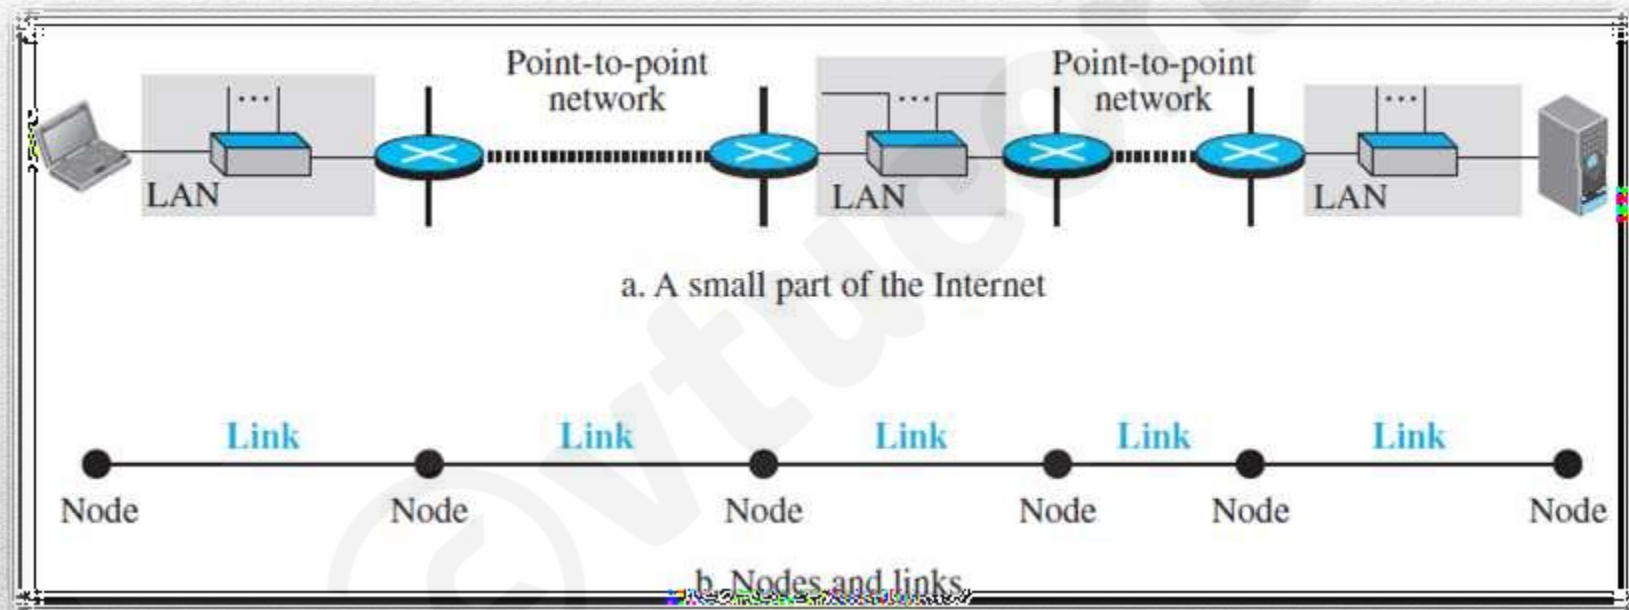 Point-to-point
network
Point-to-point
network
...
...
...
LAN
LAN
LAN
a. A small part of the Internet
Link
Link
Link
Link
Link
Node
Node
Node
Node
Node
Node
b. Nodes and links
©vtuco